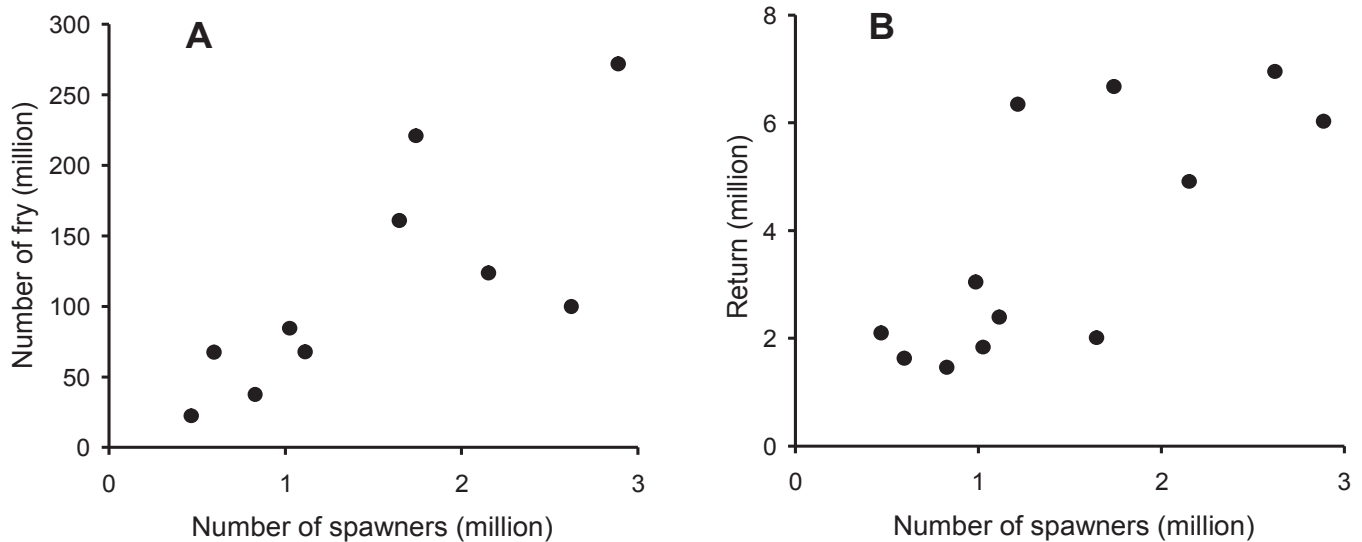 A
Number of fry (million)
300
250
200
150
100
50
0
0 1 2 3
Number of spawners (million)
B
Return (million)
8
6
4
2
0
0 1 2 3
Number of spawners (million)